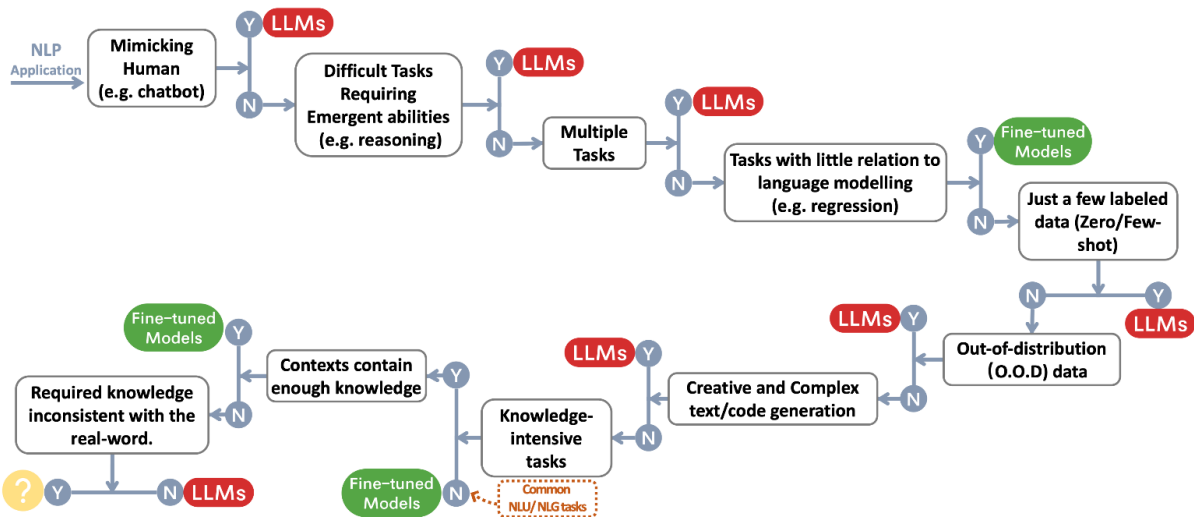 NLP
Application
Mimicking
Human
(e.g. chatbot)
Y
LLMs
N
Difficult Tasks
Requiring
Emergent abilities
(e.g. reasoning)
Y
LLMs
N
Multiple
Tasks
Y
LLMs
N
Tasks with little relation to
language modelling
(e.g. regression)
Y
Fine-tuned
Models
N
Just a few labeled
data (Zero/Few-
shot)
Y
LLMs
N
Out-of-distribution
(O.O.D) data
Y
LLMs
N
Creative and Complex
text/code generation
Y
LLMs
N
Knowledge-
intensive
tasks
N
Fine-tuned
Models
Common
NLU/ NLG tasks
Y
Contexts contain
enough knowledge
Y
Fine-tuned
Models
N
Required knowledge
inconsistent with the
real-word.
Y
?
N
LLMs